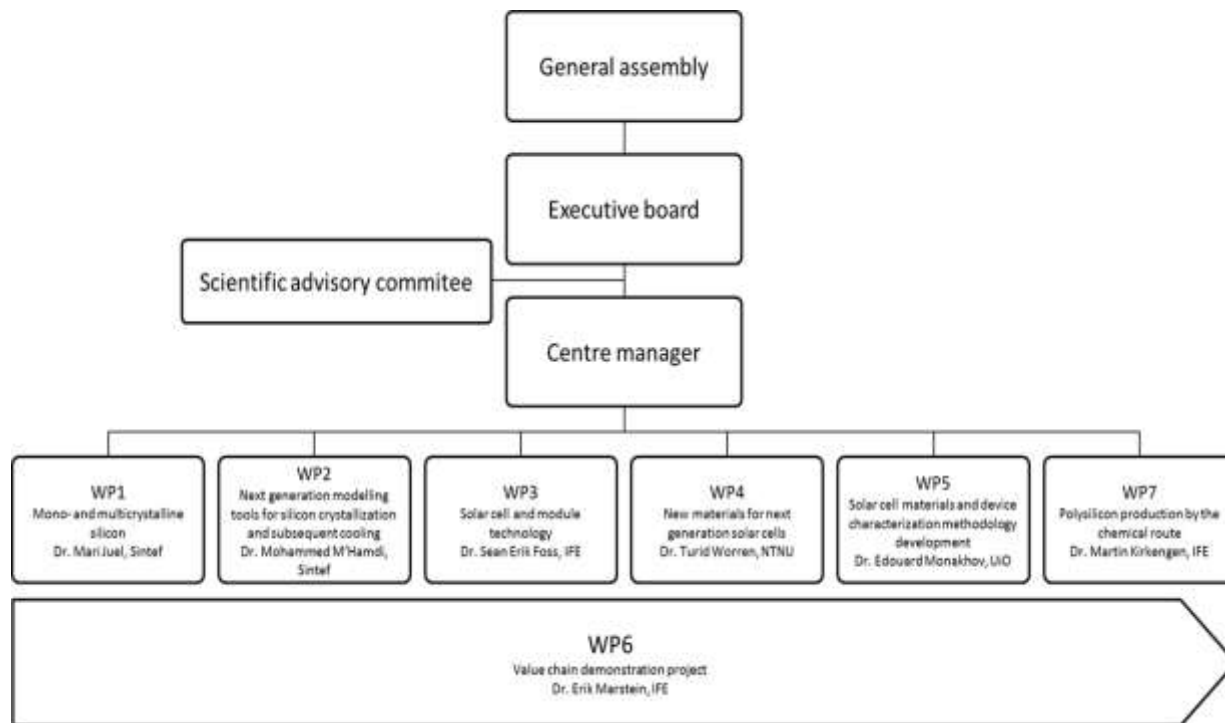 General assembly
Executive board
Scientific advisory commitee
Centre manager
WP1
Mono- and multicrystalline
silicon
Dr. Mari Juel, Sintef
WP2
Next generation modelling
tools for silicon crystallization
and subsequent cooling
Dr. Mohammed M'Hamdi,
Sintef
WP3
Solar cell and module
technology
Dr. Sean Erik Foss, IFE
WP4
New materials for next
generation solar cells
Dr. Turid Worren, NTNU
WP5
Solar cell materials and device
characterization methodology
development
Dr. Edouard Monakhov, UiO
WP7
Polysilicon production by the
chemical route
Dr. Martin Kirkengen, IFE
WP6
Value chain demonstration project
Dr. Erik Marstein, IFE